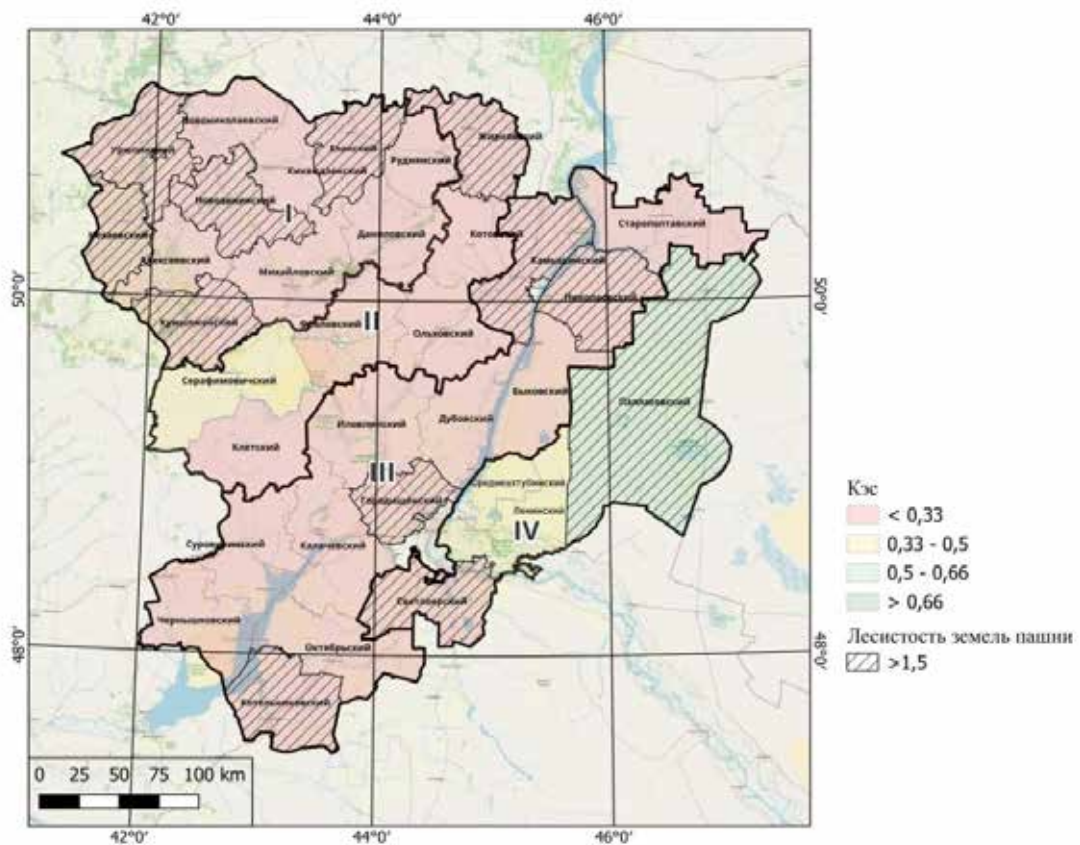 42°0′ 44°0′ 46°0′
Новониколаевский
Урюпинский
Еланский
Жирновский
Киквидзенский
Руднянский
Новоаннинский
I
Нехаевский
Даниловский
Котовский
Старополтавский
Алексеевский
Михайловский
Камышинский
Николаевский
50°0′ 50°0′
Кумылженский
Фроловский
II
Ольховский
Серафимовичский
Быковский
Палласовский
Иловлинский
Дубовский
Клетский
III
Городищенский
Среднеахтубинский
Ленинский
IV
Суровикинский
Калачевский
Светлоярский
Чернышковский
Октябрьский
48°0′ 48°0′
Котельниковский
0 25 50 75 100 km
42°0′ 44°0′ 46°0′
Кэс
< 0,33
0,33 - 0,5
0,5 - 0,66
> 0,66
Лесистость земель пашни
>1,5